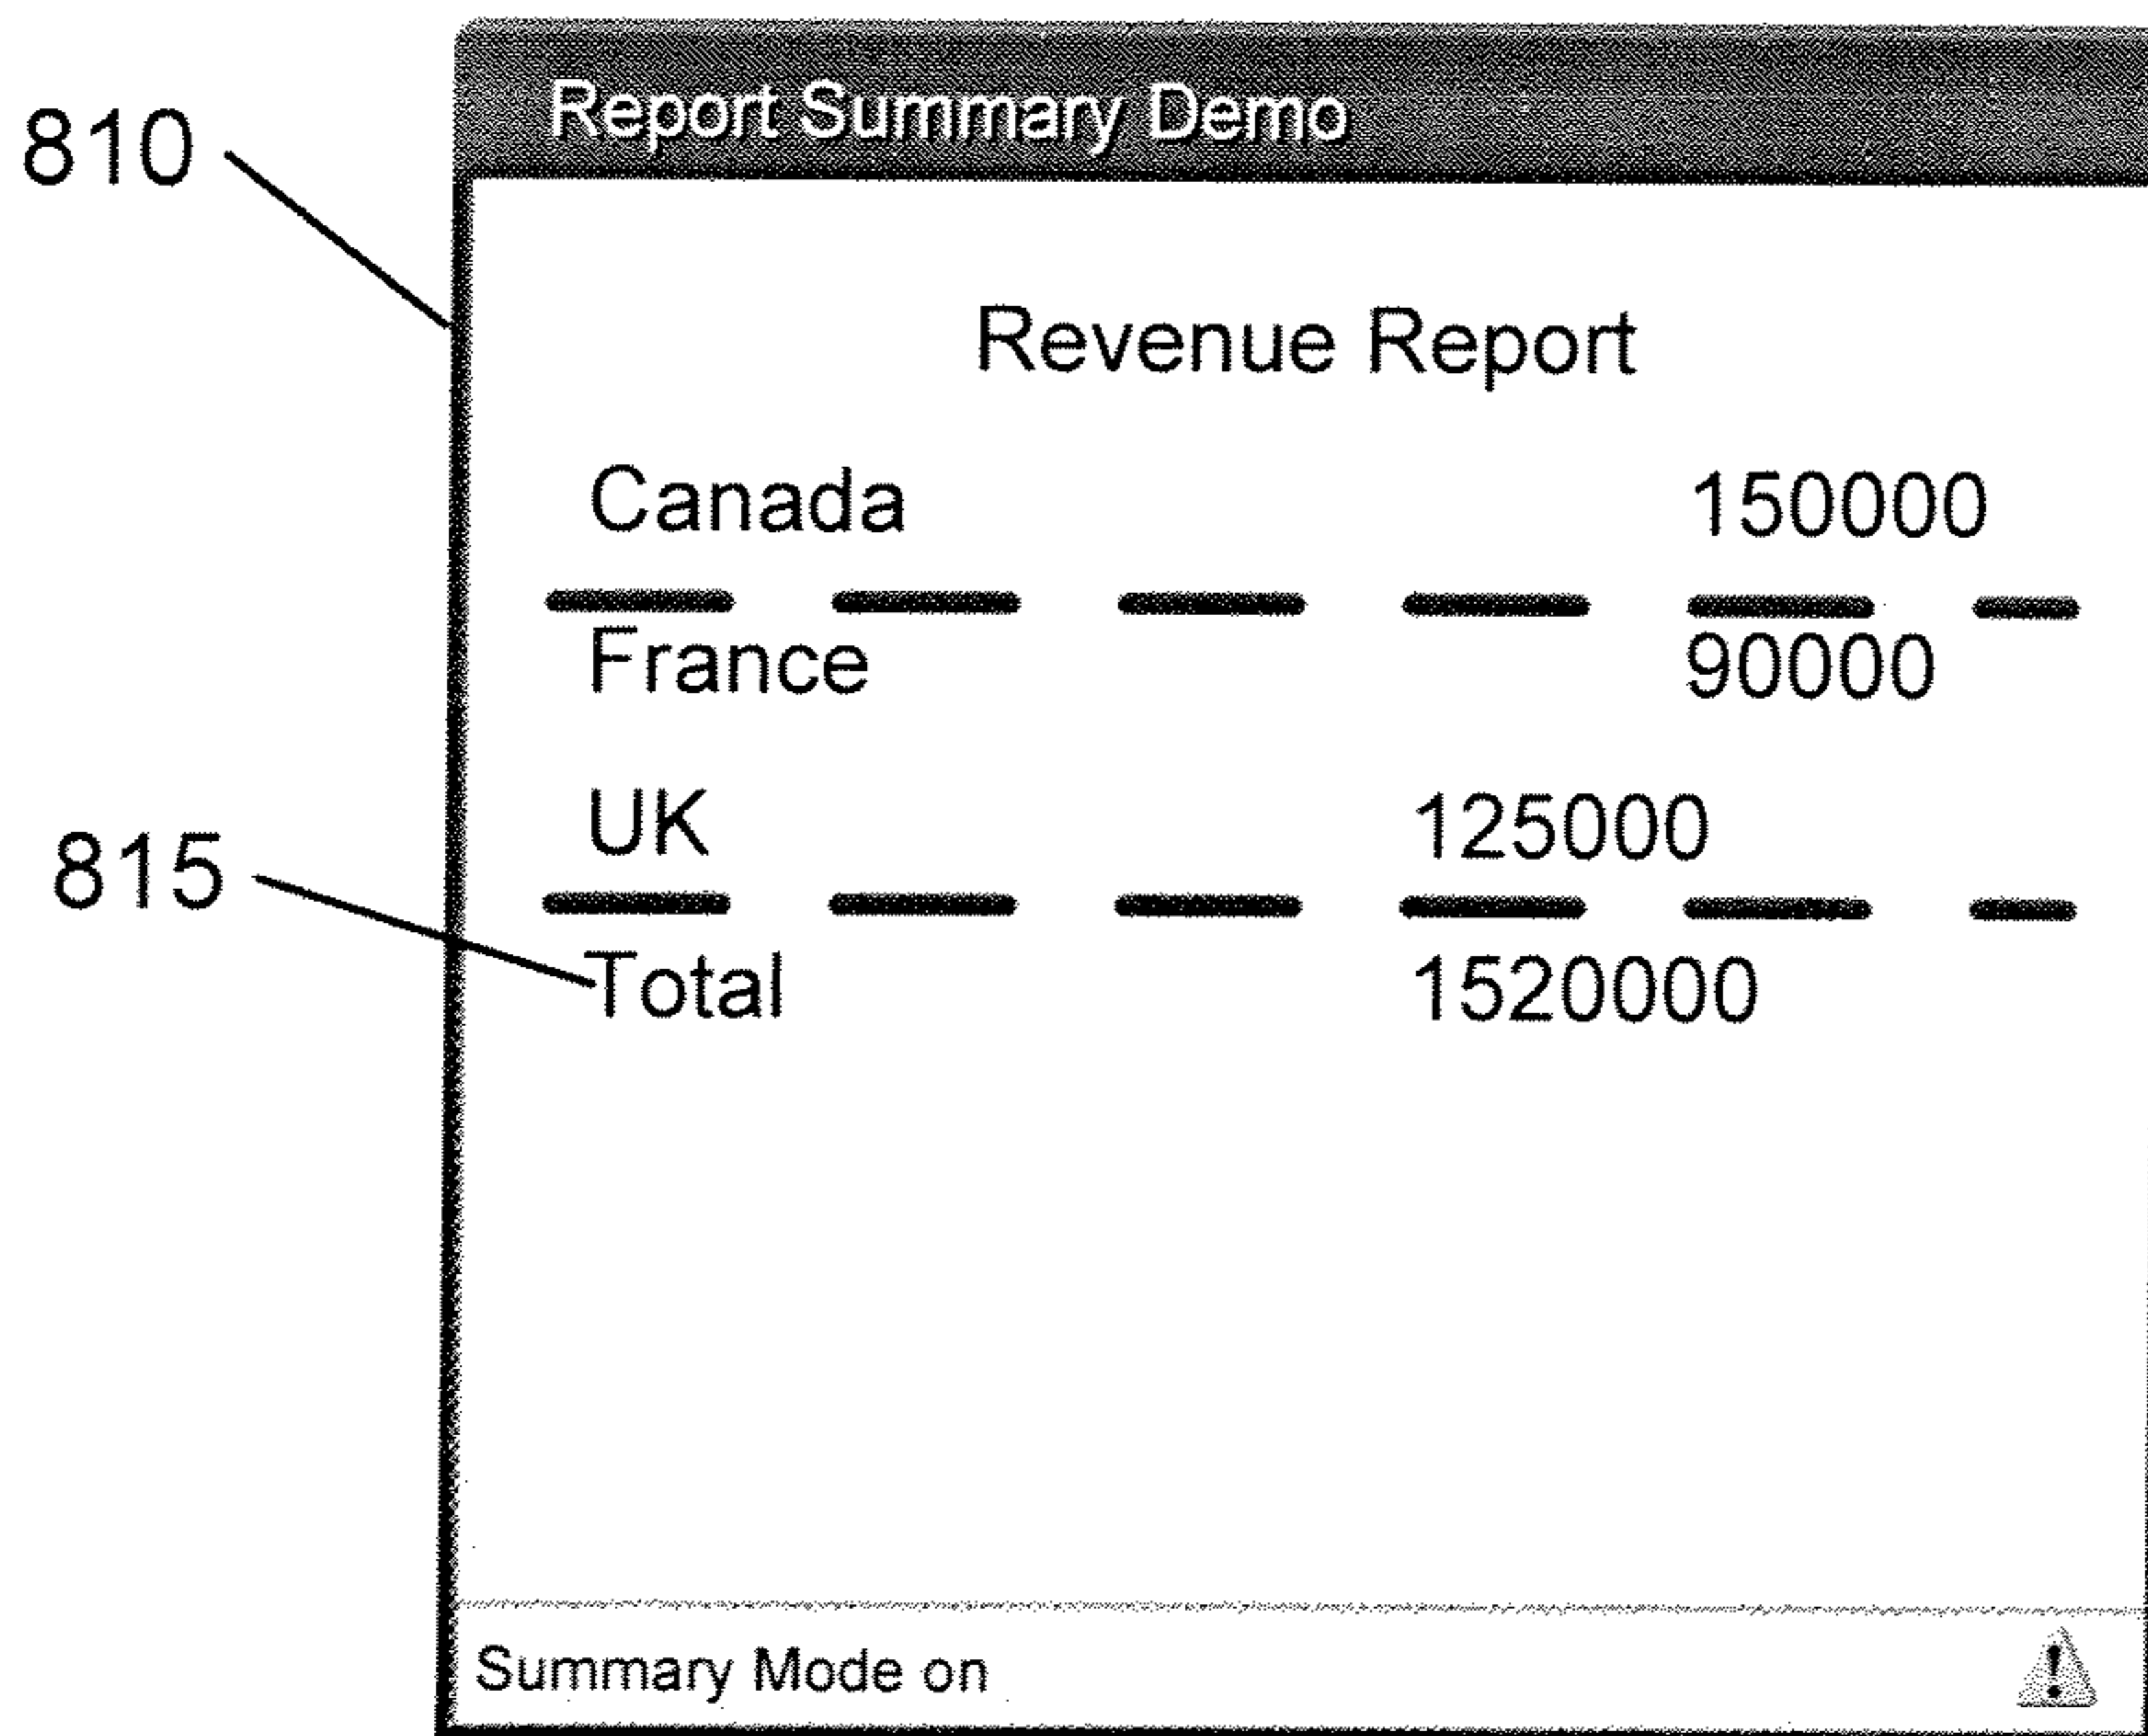 Report Summary Demo
810
Revenue Report
Canada 150000
France 90000
UK 125000
815
Total 1520000
Summary Mode on